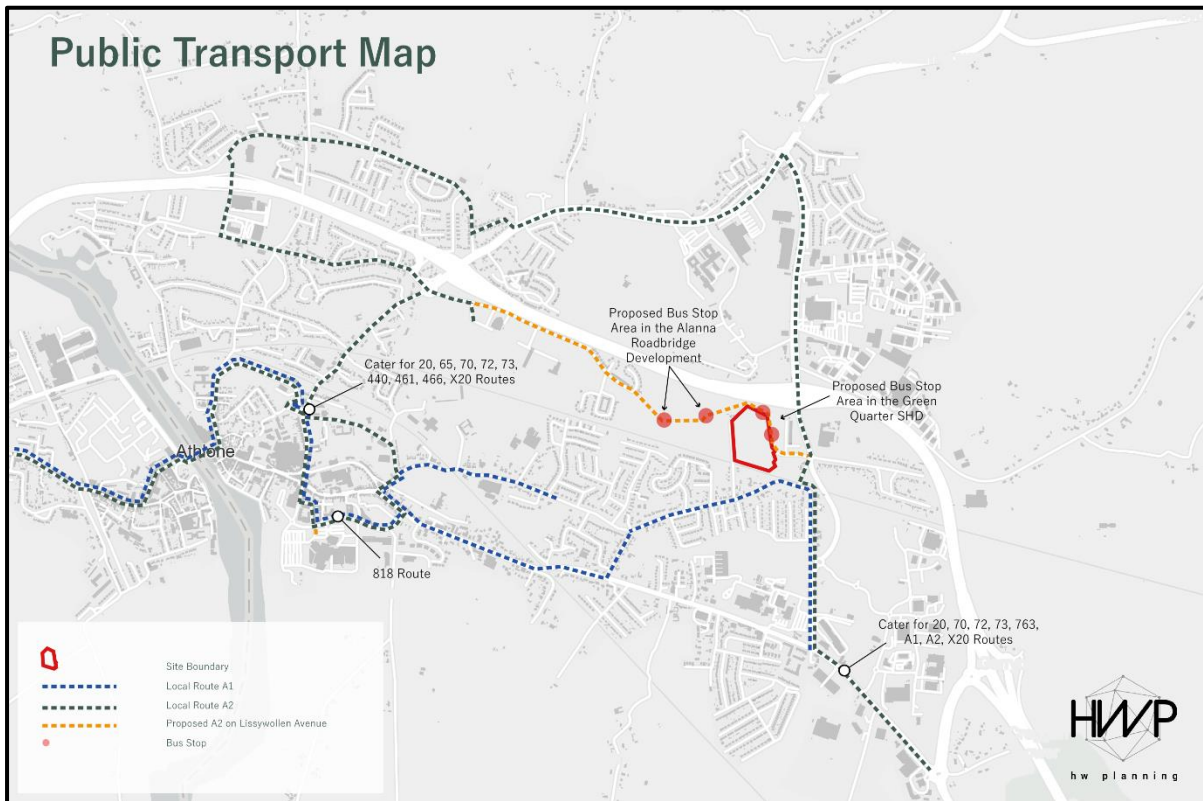 Public Transport Map
Proposed Bus Stop
Area in the Alanna
Roadbridge
Development
Cater for 20, 65, 70, 72, 73,
440, 461, 466, X20 Routes
Proposed Bus Stop
Area in the Green
Quarter SHD
Athlone
818 Route
Cater for 20, 70, 72, 73, 763,
A1, A2, X20 Routes
Site Boundary
Local Route A1
Local Route A2
Proposed A2 on Lissywollen Avenue
Bus Stop
HWP
hw planning